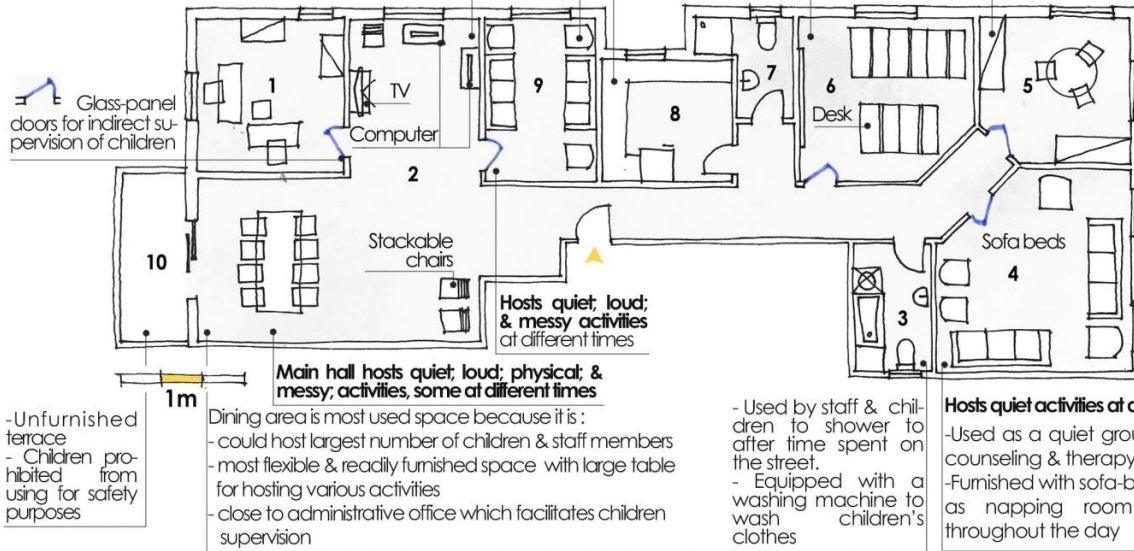 1
TV
9
7
6
5
Glass-panel
doors for indirect su-
pervision of children
8
Desk
Computer
2
10
Stackable
chairs
Sofa beds
4
3
Hosts quiet; loud;
& messy activities
at different times
1m
Main hall hosts quiet; loud; physical; &
messy; activities, some at different times
-Unfurnished
terrace
- Children pro-
hibited from
using for safety
purposes
Dining area is most used space because it is :
- could host largest number of children & staff members
- most flexible & readily furnished space with large table
for hosting various activities
- close to administrative office which facilitates children
supervision
- Used by staff & chil-
dren to shower to
after time spent on
the street.
- Equipped with a
washing machine to
wash children's
clothes
Hosts quiet activities at
-Used as a quiet
counseling & therapy
-Furnished with
as napping room
throughout the day